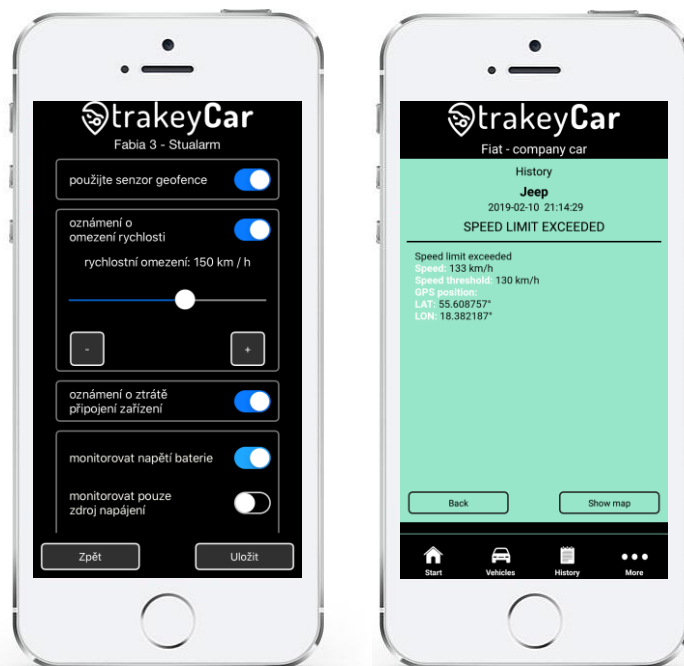 trakeyCar
Fabia 3 - Stualarm
použijte senzor geofence
oznámení o
omezení rychlosti
rychlostní omezení: 150 km / h
-
+
oznámení o ztrátě
připojení zařízení
monitorovat napětí baterie
monitorovat pouze
zdroj napájení
Zpět
Uložit
trakeyCar
Fiat - company car
History
Jeep
2019-02-10 21:14:29
SPEED LIMIT EXCEEDED
Speed limit exceeded
Speed: 133 km/h
Speed threshold: 130 km/h
GPS position:
LAT: 55.608757°
LON: 18.382187°
Back
Show map
Start
Vehicles
History
More